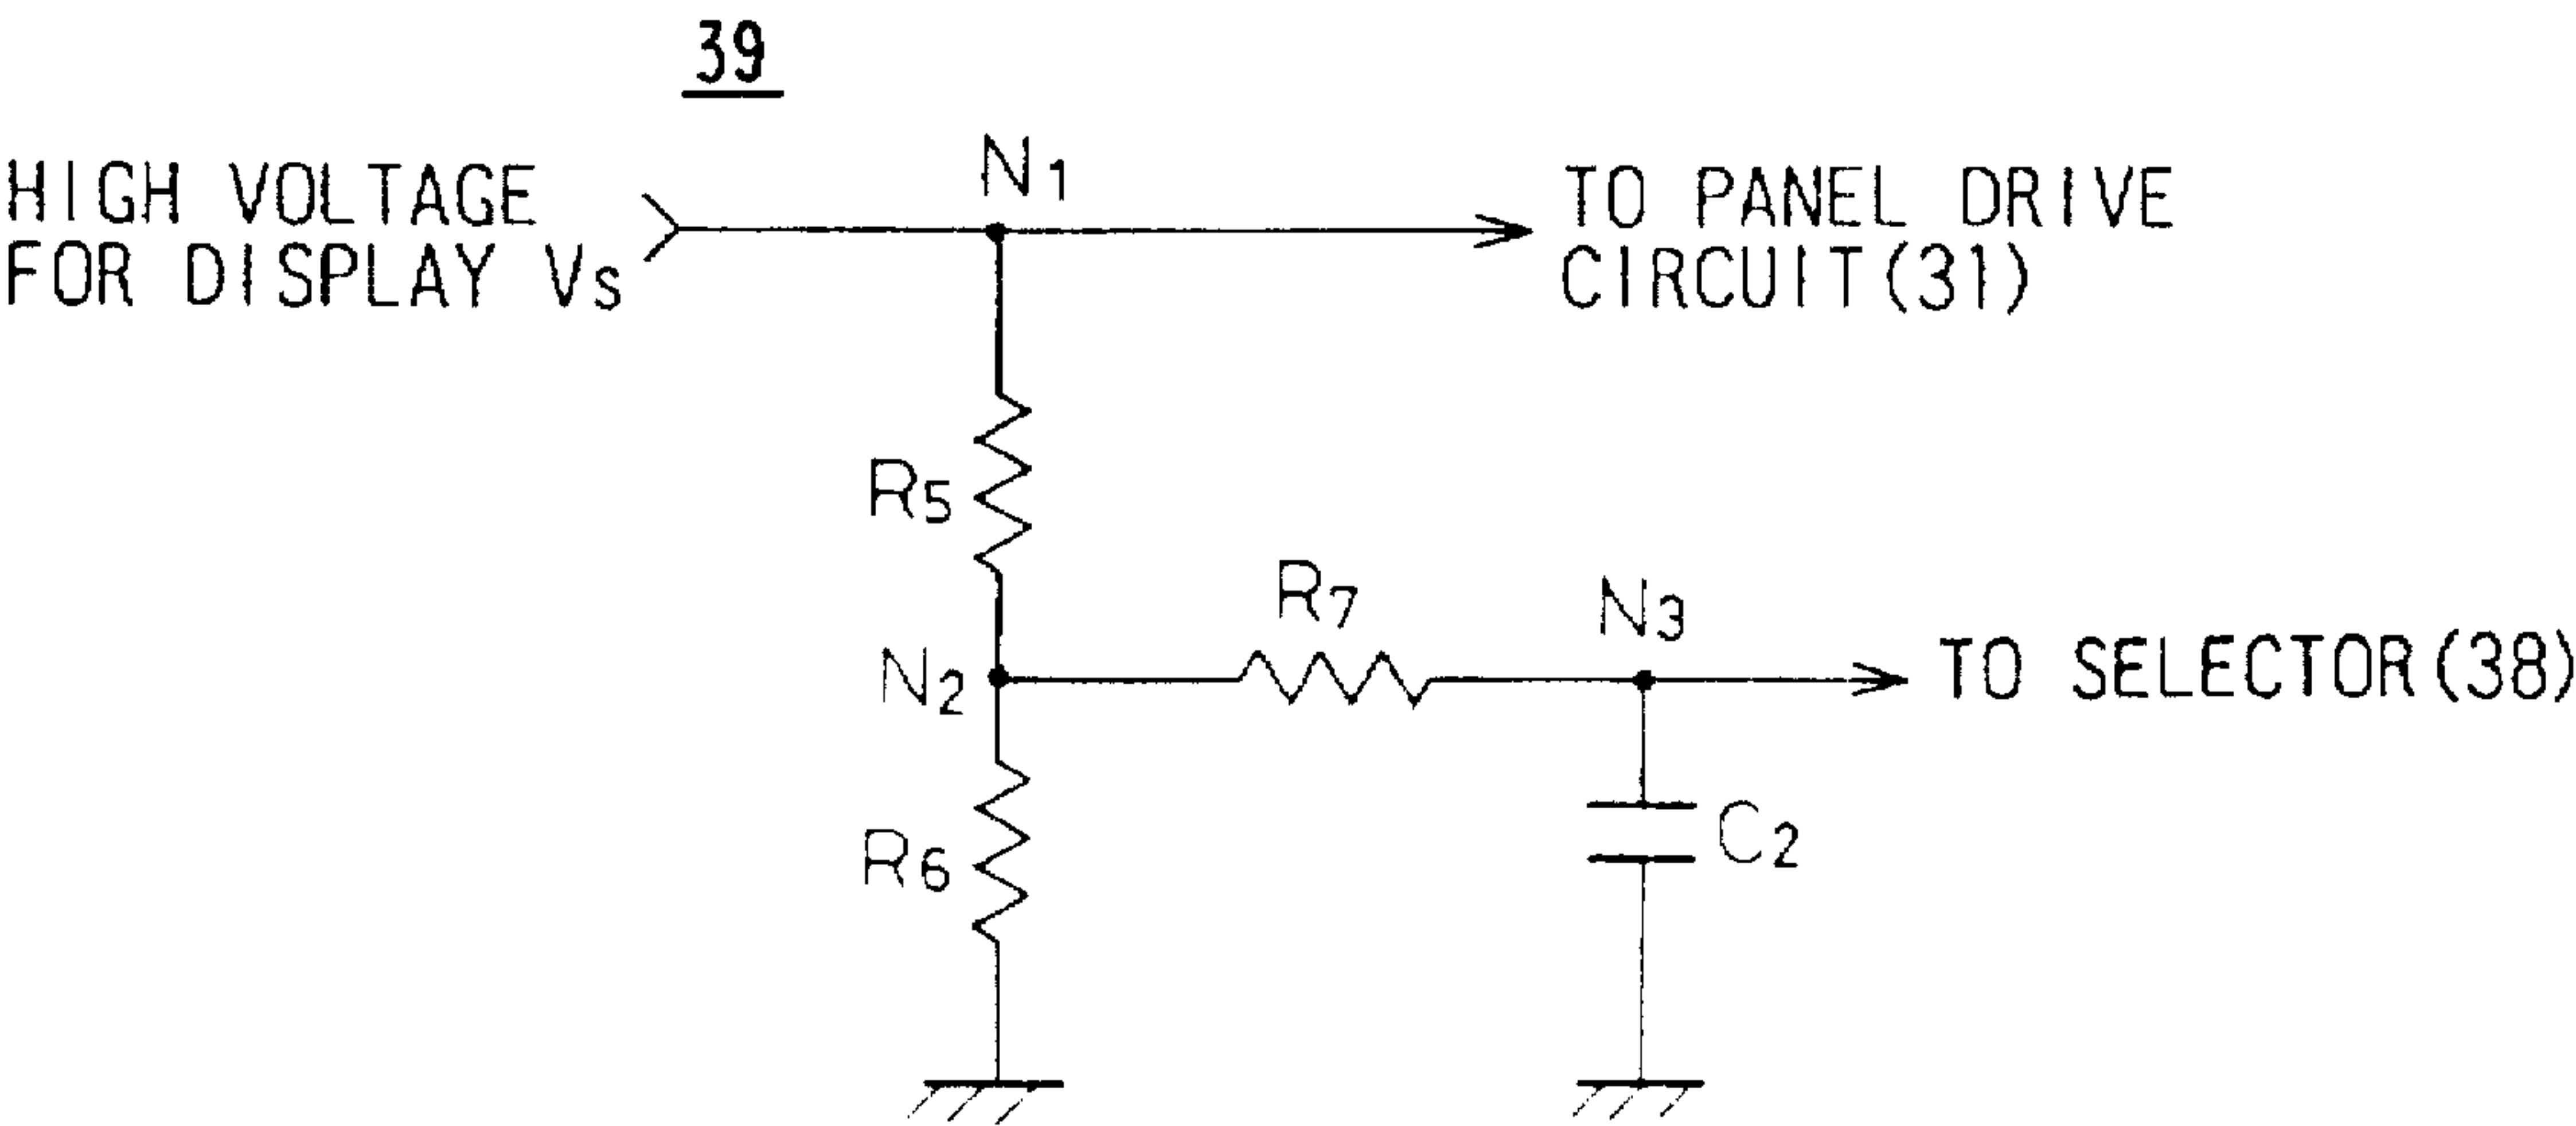 39
HIGH VOLTAGE
FOR DISPLAY Vs
N1
TO PANEL DRIVE
CIRCUIT(31)
R5
R7
N3
N2
TO SELECTOR(38)
R6
C2